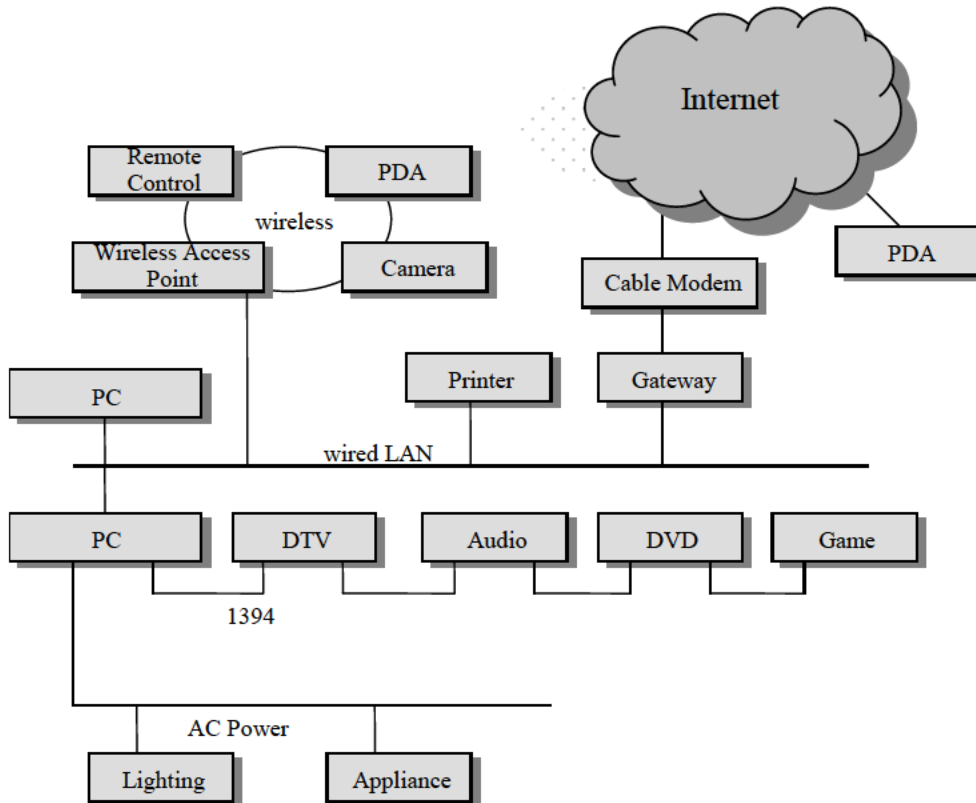 Internet
Remote
Control
PDA
wireless
Wireless Access
Point
Camera
Cable Modem
PDA
PC
Printer
Gateway
wired LAN
PC
DTV
Audio
DVD
Game
1394
AC Power
Lighting
Appliance